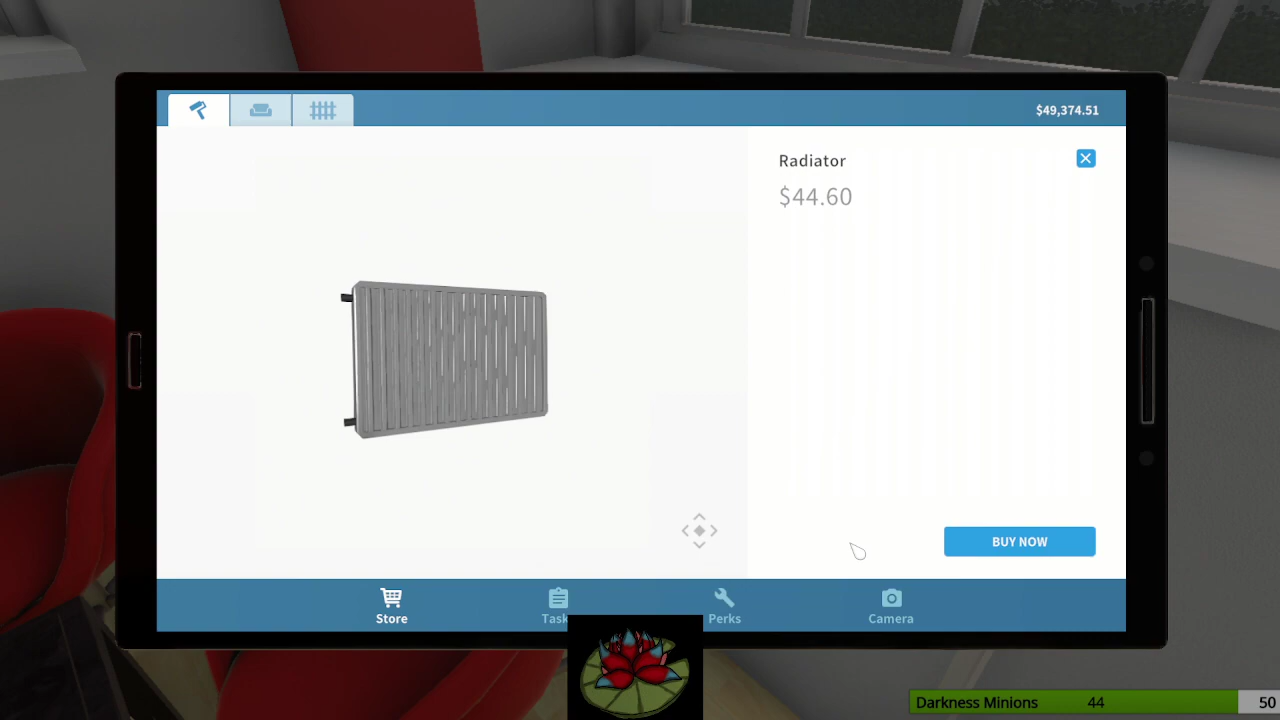 $49,374.51
Radiator
$44.60
BUY NOW
Store
Task
Perks
Camera
Darkness Minions 44 50